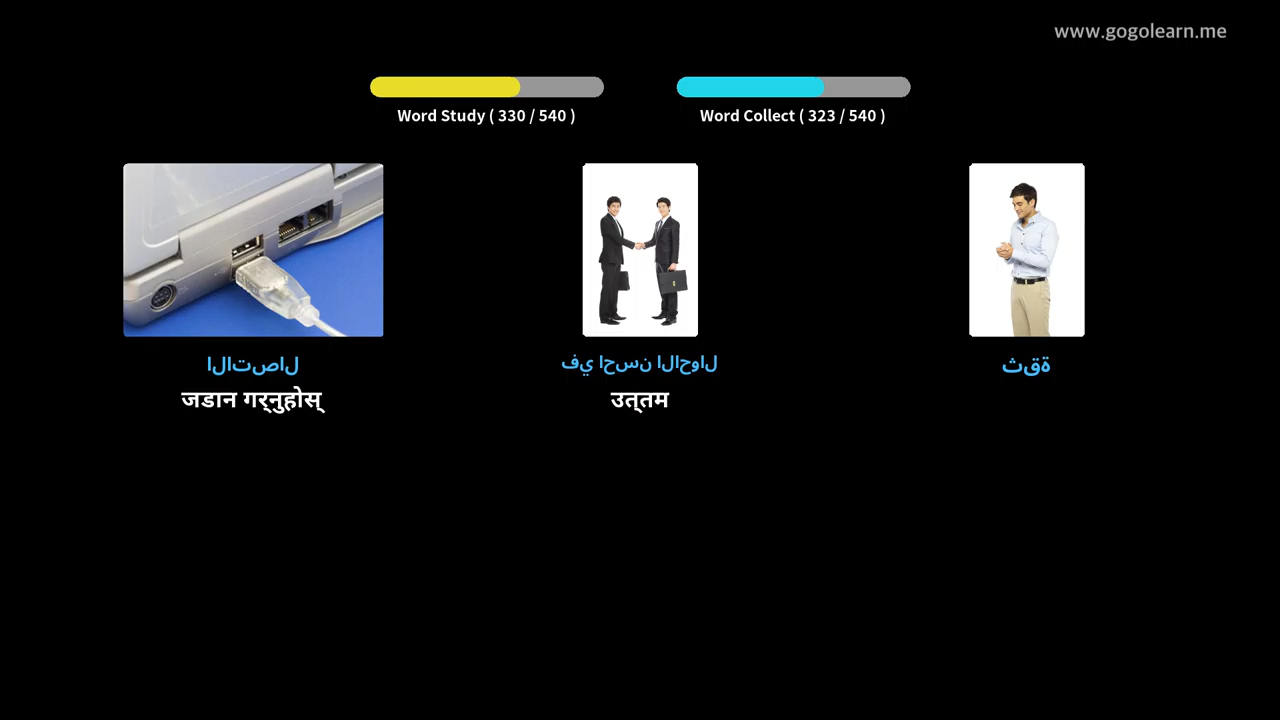 www.gogolearn.me
Word Study ( 330 / 540 )
Word Collect ( 323 / 540 )
الاتصال
जडान गर्नुहोस्
في احسن الاحوال
उत्तम
ثقة